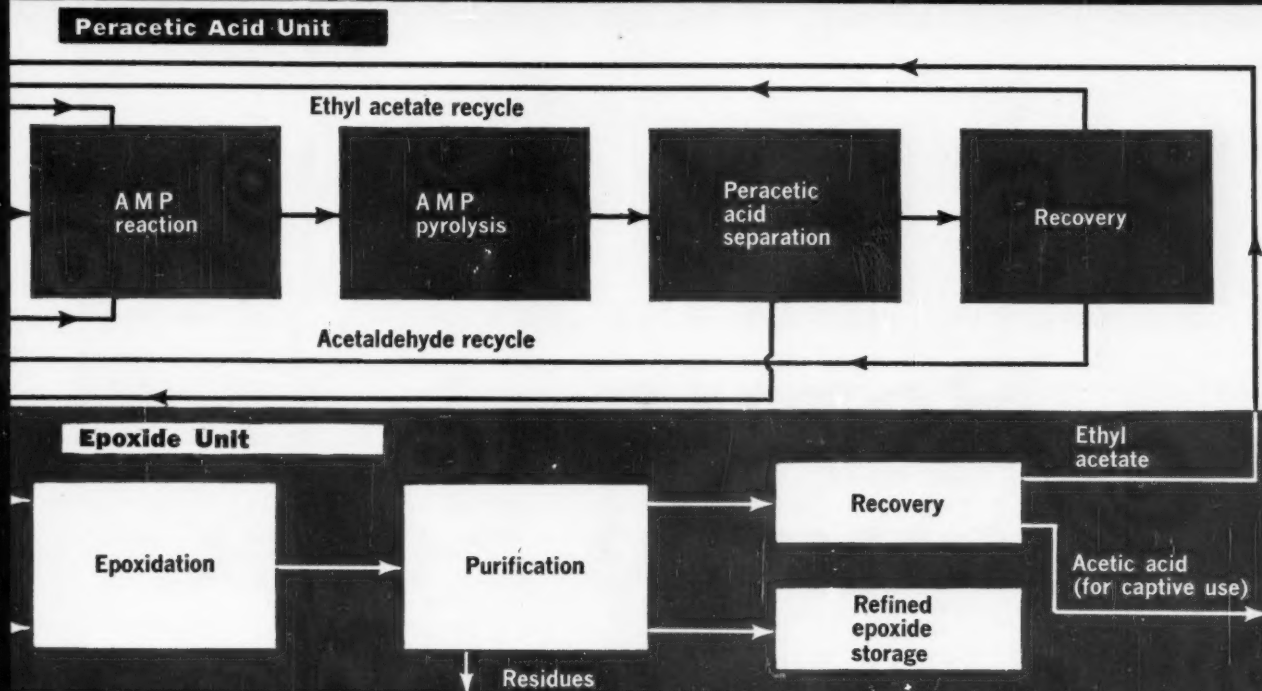 Peracetic Acid Unit
Ethyl acetate recycle
A M P
reaction
A M P
pyrolysis
Peracetic
acid
separation
Recovery
Acetaldehyde recycle
Epoxide Unit
Ethyl
acetate
Epoxidation
Purification
Recovery
Acetic acid
(for captive use)
Refined
epoxide
storage
Residues